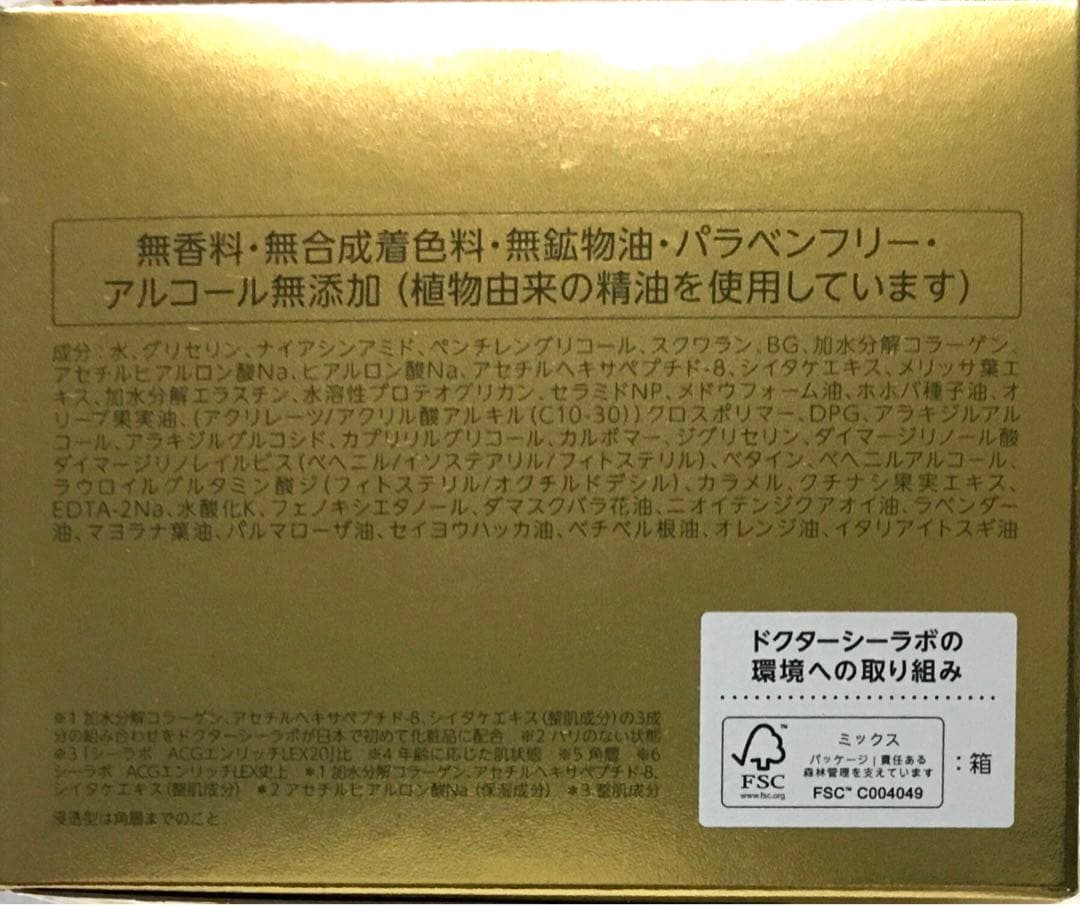 無香料・無合成着色料・無鉱物油・パラベンフリー・
アルコール無添加(植物由来の精油を使用しています)
成分:水、グリセリン、ナイアシンアミド、ペンチレングリコール、スクワラン、BG、加水分解コラーゲン、
アセチルヒアルロン酸Na、ヒアルロン酸Na、アセチルヘキサペプチド-8、シイタケエキス、メリッサ葉エ
キス、加水分解エラスチン、水溶性プロテオグリカン、セラミドNP、メドウフォーム油、ホホバ種子油、オ
リーブ果実油、(アクリレーツ/アクリル酸アルキル(C10-30))クロスポリマー、DPG、アラキジルアル
コール、アラキジルグルコシド、カプリリルグリコール、カルボマー、ジグリセリン、ダイマージリノール酸
ダイマージリノレイルビス(ベヘニル/イソステアリル/フィトステリル)、ベタイン、ベヘニルアルコール、
ラウロイルグルタミン酸ジ(フィトステリル/オクチルドデシル)、カラメル、クチナシ果実エキス、
EDTA-2Na、水酸化K、フェノキシエタノール、ダマスクバラ花油、ニオイテンジクアオイ油、ラベンダー
油、マヨラナ葉油、パルマローザ油、セイヨウハッカ油、ベチベル根油、オレンジ油、イタリアイトスギ油
※1 加水分解コラーゲン、アセチルヘキサペプチド-8、シイタケエキス(整肌成分)の3成
分の組み合わせをドクターシーラボが日本で初めて化粧品に配合 ※2 ハリのない状態
※3「シーラボ ACGエンリッチLEX20」比 ※4 年齢に応じた肌状態 ※5 角層 ※6
シーラボ ACGエンリッチLEX史上 *1 加水分解コラーゲン、アセチルヘキサペプチド-8、
シイタケエキス(整肌成分) *2 アセチルヒアルロン酸Na(保湿成分) *3 整肌成分
浸透型は角層までのこと
ドクターシーラボの
環境への取り組み
FSC™
www.fsc.org
ミックス
パッケージ|責任ある
森林管理を支えています
FSC™ C004049
:箱